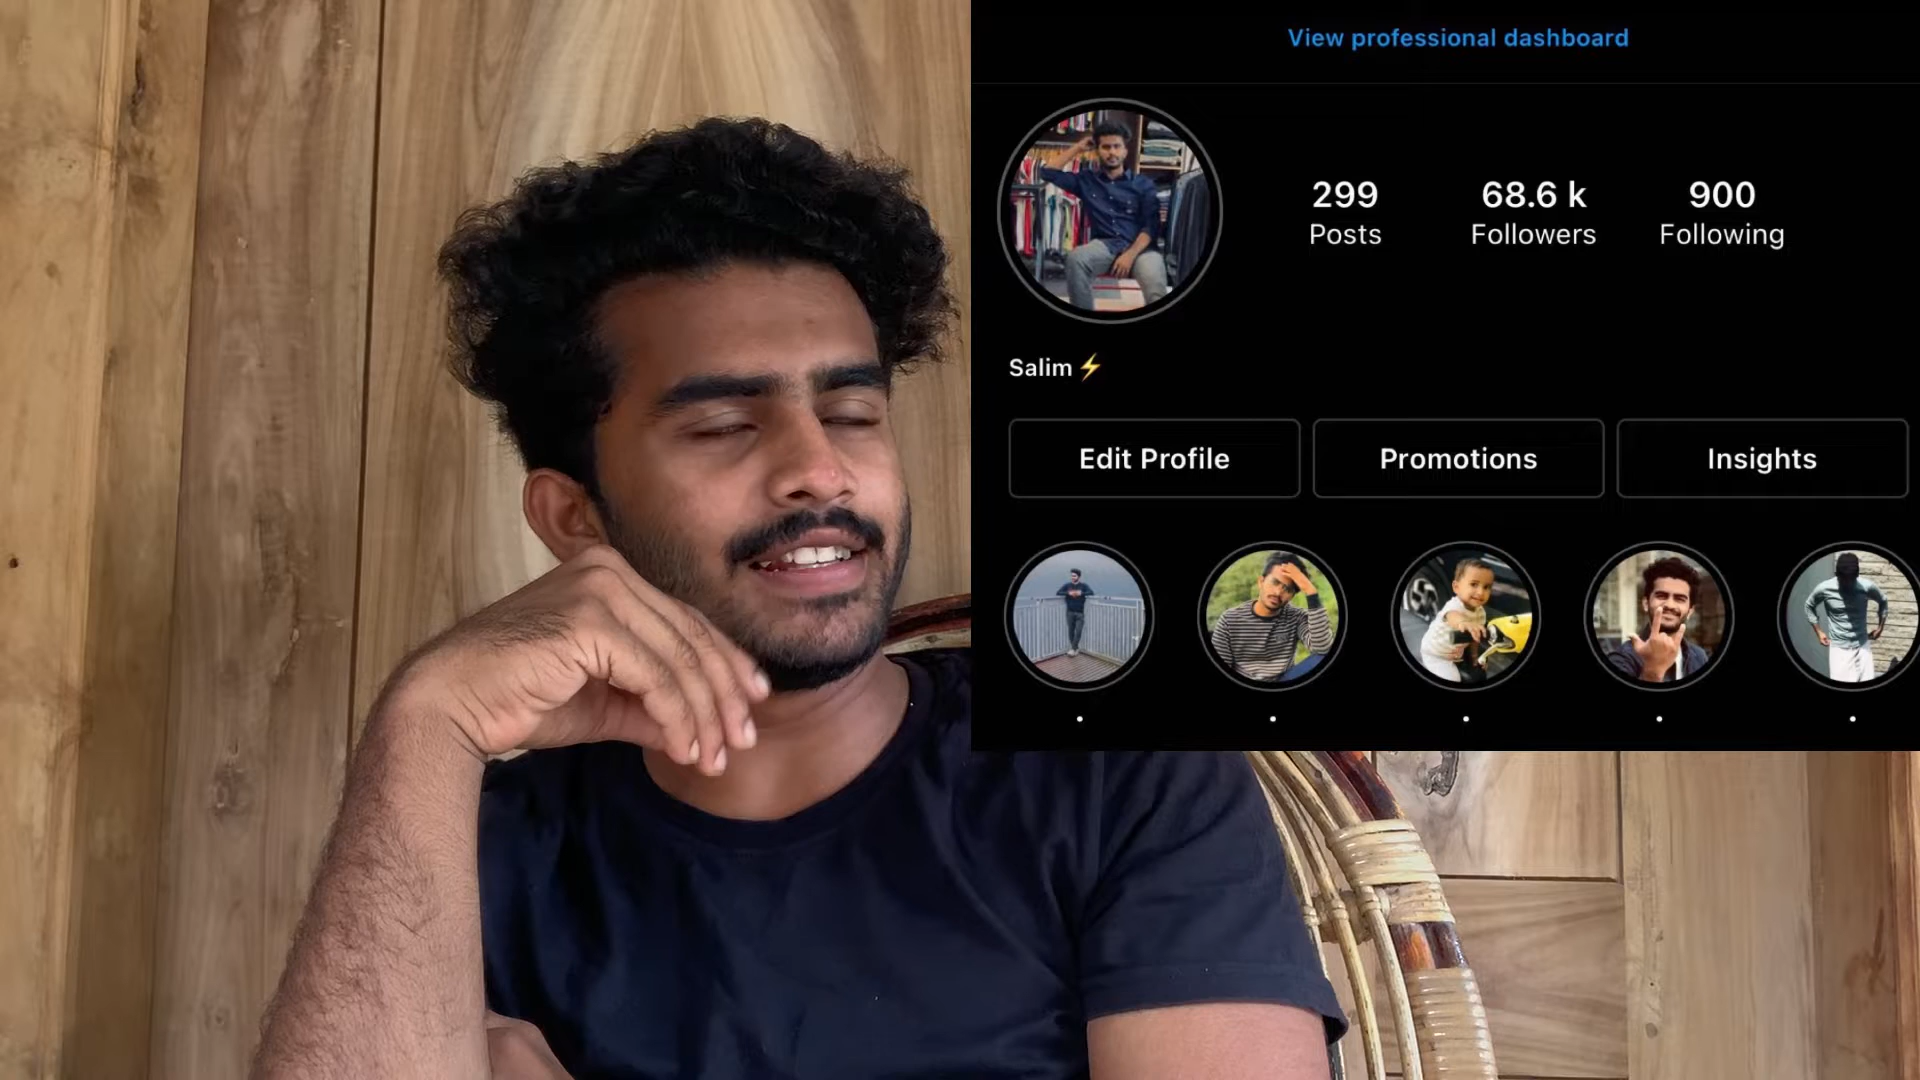 View professional dashboard
299 68.6 k 900
Posts Followers Following
Salim⚡
Edit Profile Promotions Insights